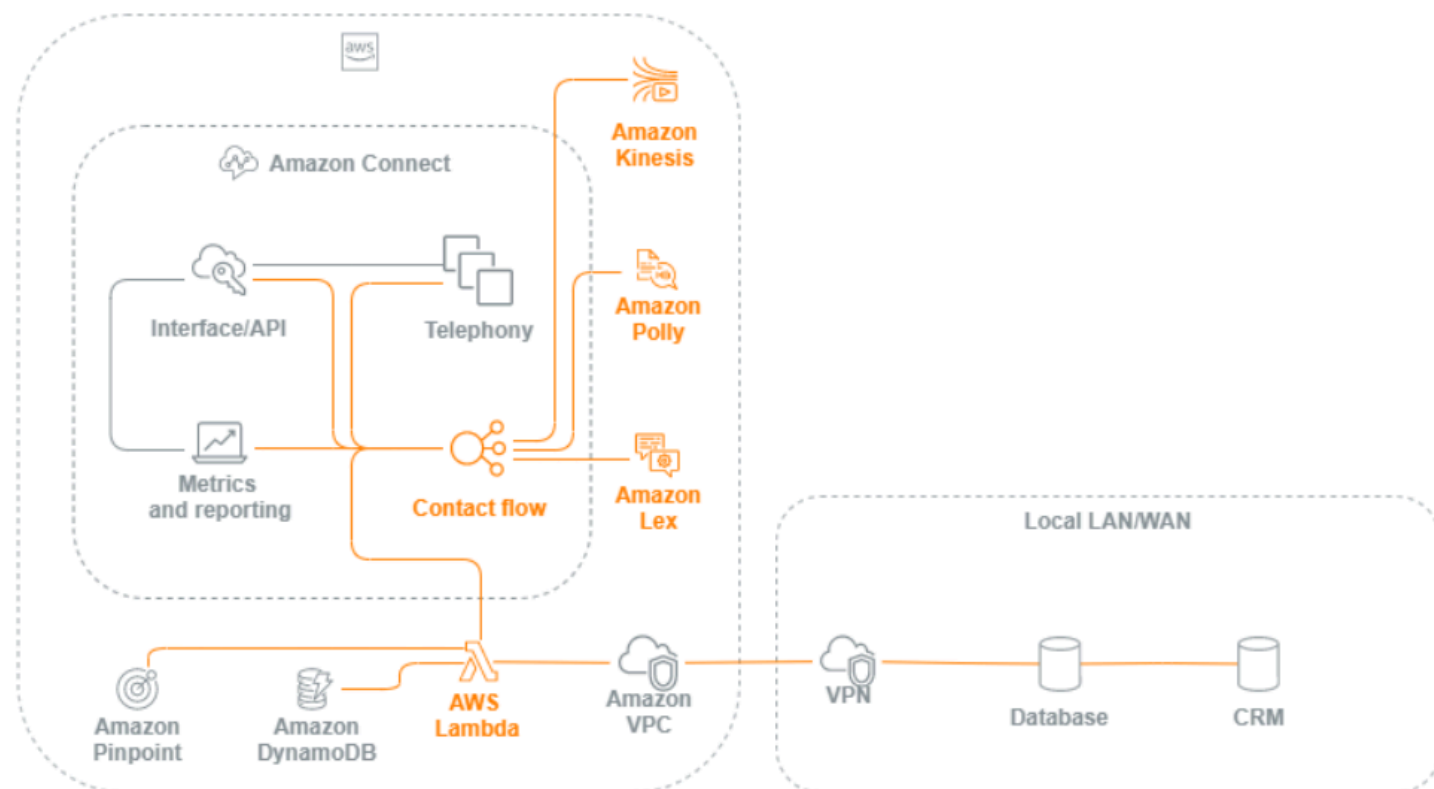 aws
Amazon
Kinesis
Amazon Connect
Interface/API
Telephony
Amazon
Polly
Metrics
and reporting
Contact flow
Amazon
Lex
Local LAN/WAN
Amazon
Pinpoint
Amazon
DynamoDB
AWS
Lambda
Amazon
VPC
VPN
Database
CRM